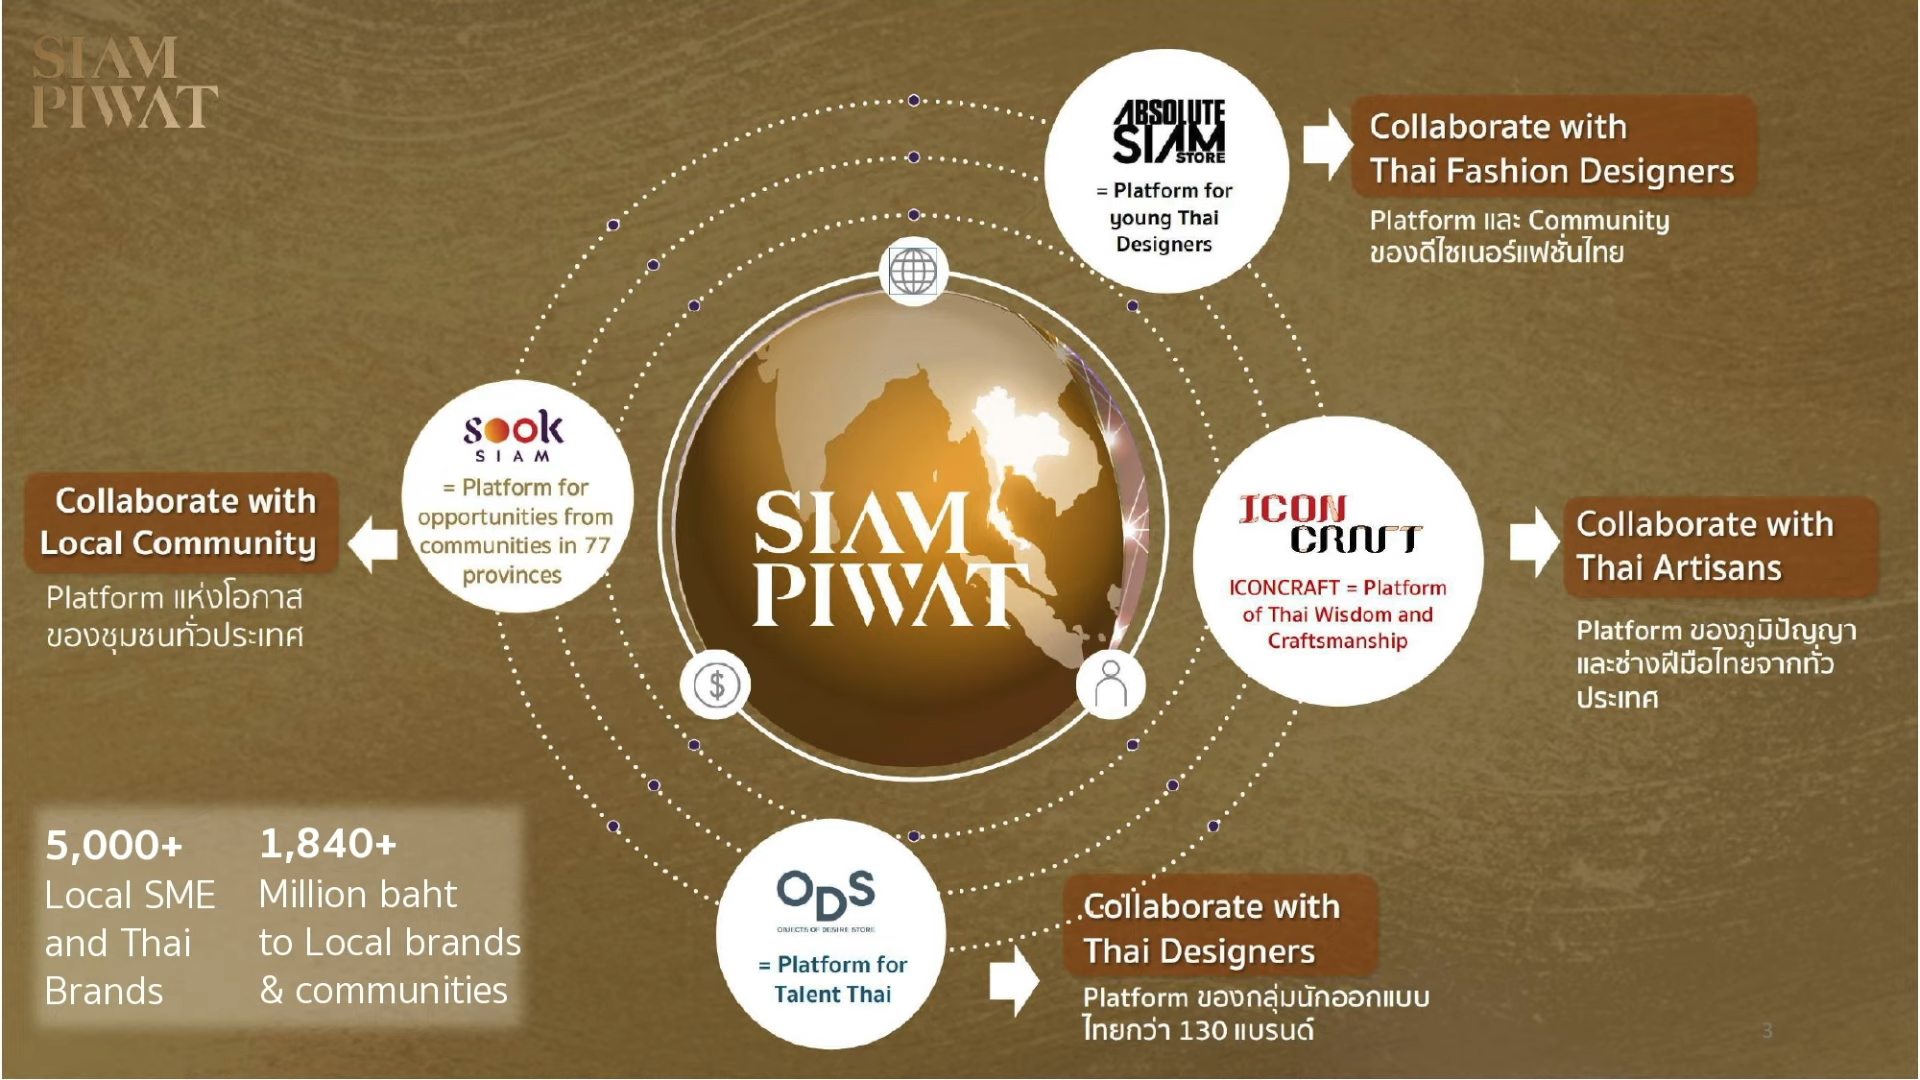 SIAM
PIWAT
ABSOLUTE
SIAM
STORE
= Platform for
young Thai
Designers
Collaborate with
Thai Fashion Designers
Platform และ Community
ของดีไซเนอร์แฟชั่นไทย
sook
SIAM
= Platform for
opportunities from
communities in 77
provinces
Collaborate with
Local Community
Platform แห่งโอกาส
ของชุมชนทั่วประเทศ
SIAM
PIWAT
$
ICON
CRAFT
ICONCRAFT = Platform
of Thai Wisdom and
Craftsmanship
Collaborate with
Thai Artisans
Platform ของภูมิปัญญา
และช่างฝีมือไทยจากทั่ว
ประเทศ
5,000+
Local SME
and Thai
Brands
1,840+
Million baht
to Local brands
& communities
ODS
OBJECTS OF DESIRE STORE
= Platform for
Talent Thai
Collaborate with
Thai Designers
Platform ของกลุ่มนักออกแบบ
ไทยกว่า 130 แบรนด์
3